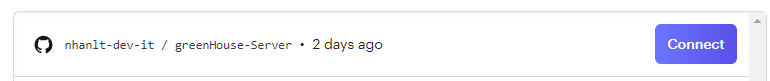 nhanlt-dev-it / greenHouse-Server • 2 days ago Connect